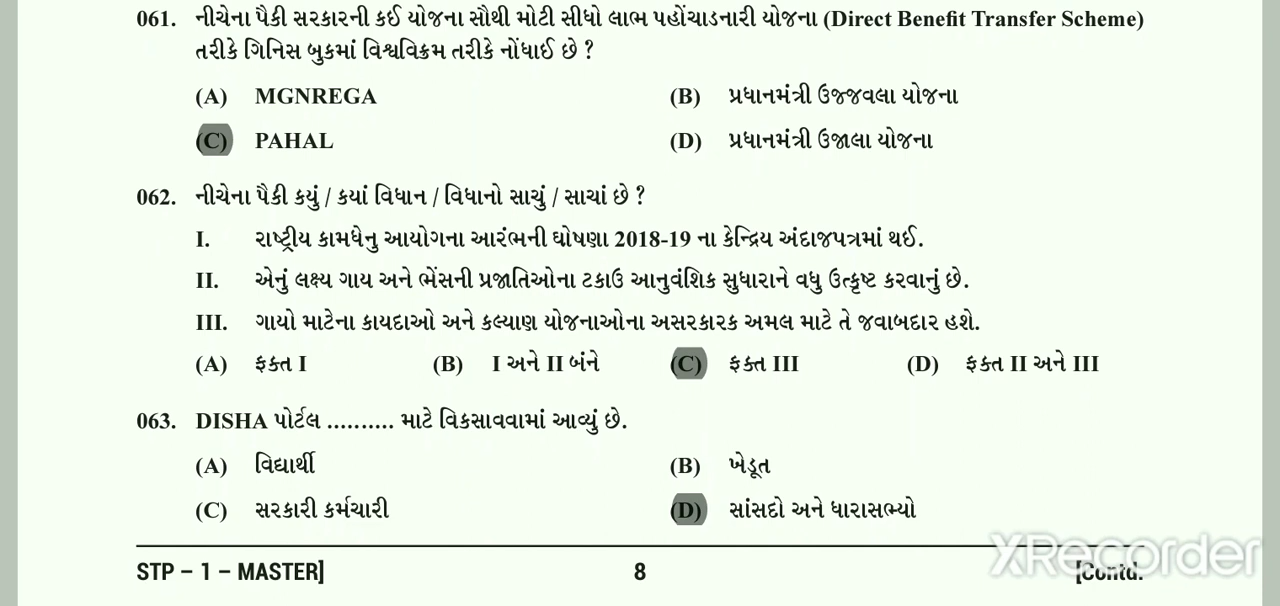 061. નીચેના પૈકી સરકારની કઈ યોજના સૌથી મોટી સીધો લાભ પહોંચાડનારી યોજના (Direct Benefit Transfer Scheme)
તરીકે ગિનિસ બુકમાં વિશ્વવિક્રમ તરીકે નોંધાઈ છે ?
(A) MGNREGA (B) પ્રધાનમંત્રી ઉજ્જવલા યોજના
(C) PAHAL (D) પ્રધાનમંત્રી ઉજાલા યોજના
062. નીચેના પૈકી કયું / કયાં વિધાન / વિધાનો સાચું / સાચાં છે ?
I. રાષ્ટ્રીય કામધેનુ આયોગના આરંભની ઘોષણા 2018-19 ના કેન્દ્રિય અંદાજપત્રમાં થઈ.
II. એનું લક્ષ્ય ગાય અને ભેંસની પ્રજાતિઓના ટકાઉ આનુવંશિક સુધારાને વધુ ઉત્કૃષ્ટ કરવાનું છે.
III. ગાયો માટેના કાયદાઓ અને કલ્યાણ યોજનાઓના અસરકારક અમલ માટે તે જવાબદાર હશે.
(A) ફક્ત I (B) I અને II બંને (C) ફક્ત III (D) ફક્ત II અને III
063. DISHA પોર્ટલ .......... માટે વિકસાવવામાં આવ્યું છે.
(A) વિદ્યાર્થી (B) ખેડૂત
(C) સરકારી કર્મચારી (D) સાંસદો અને ધારાસભ્યો
STP – 1 – MASTER] 8 [Contd.
XRecorder